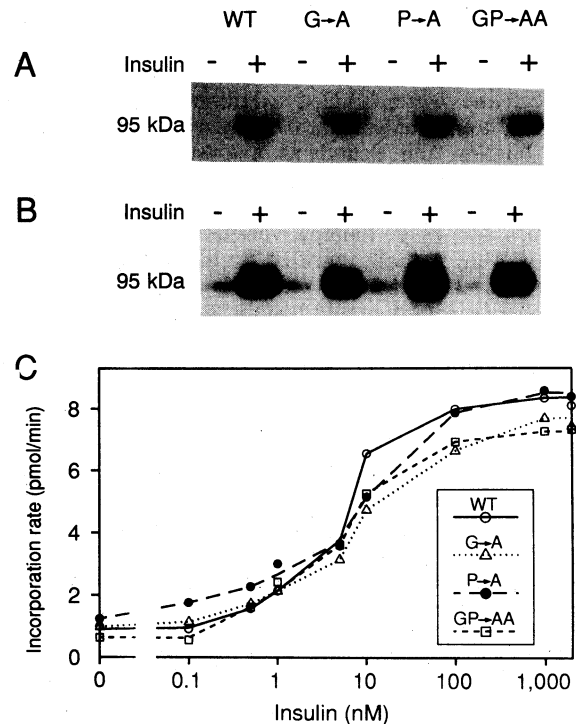 WT G→A P→A GP→AA
A
Insulin - + - + - + - +
95 kDa
B
Insulin - + - + - + - +
95 kDa
C
Incorporation rate (pmol/min)
8
6
4
2
0
WT
G→A
P→A
GP→AA
0 0.1 1 10 100 1,000
Insulin (nM)